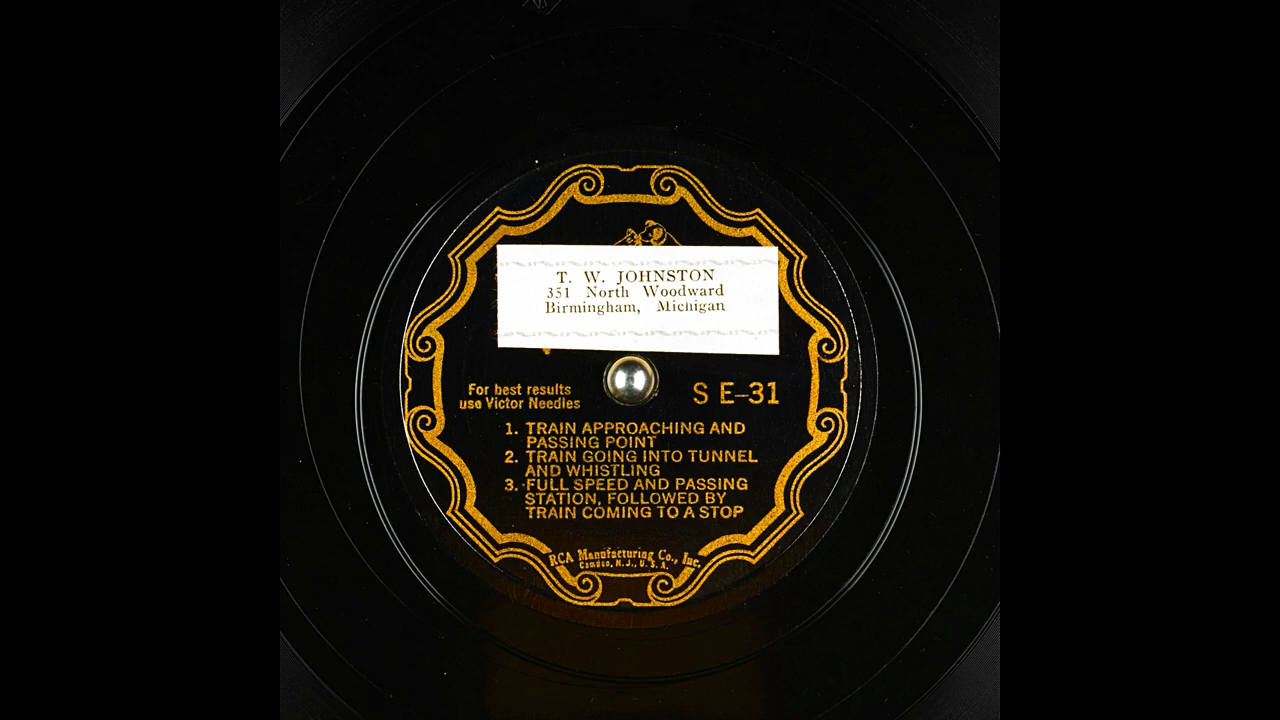 T. W. JOHNSTON
351 North Woodward
Birmingham, Michigan
For best results
use Victor Needles
S E-31
1. TRAIN APPROACHING AND
PASSING POINT
2. TRAIN GOING INTO TUNNEL
AND WHISTLING
3. FULL SPEED AND PASSING
STATION, FOLLOWED BY
TRAIN COMING TO A STOP
RCA Manufacturing Co., Inc.
Camden, N.J., U.S.A.